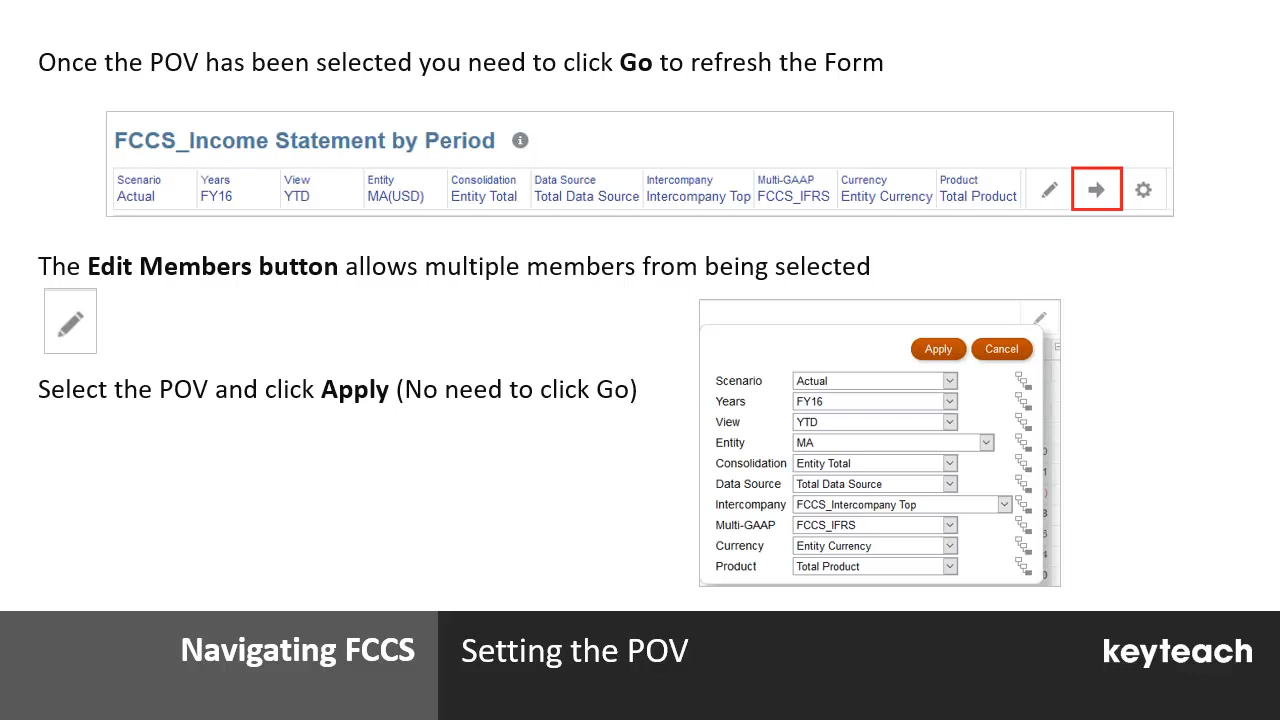 Once the POV has been selected you need to click Go to refresh the Form
FCCS_Income Statement by Period
Scenario Years View Entity Consolidation Data Source Intercompany Multi-GAAP Currency Product
Actual FY16 YTD MA(USD) Entity Total Total Data Source Intercompany Top FCCS_IFRS Entity Currency Total Product
The Edit Members button allows multiple members from being selected
Apply Cancel
Select the POV and click Apply (No need to click Go)
Scenario Actual
Years FY16
View YTD
Entity MA
Consolidation Entity Total
Data Source Total Data Source
Intercompany FCCS_Intercompany Top
Multi-GAAP FCCS_IFRS
Currency Entity Currency
Product Total Product
Navigating FCCS
Setting the POV
keyteach